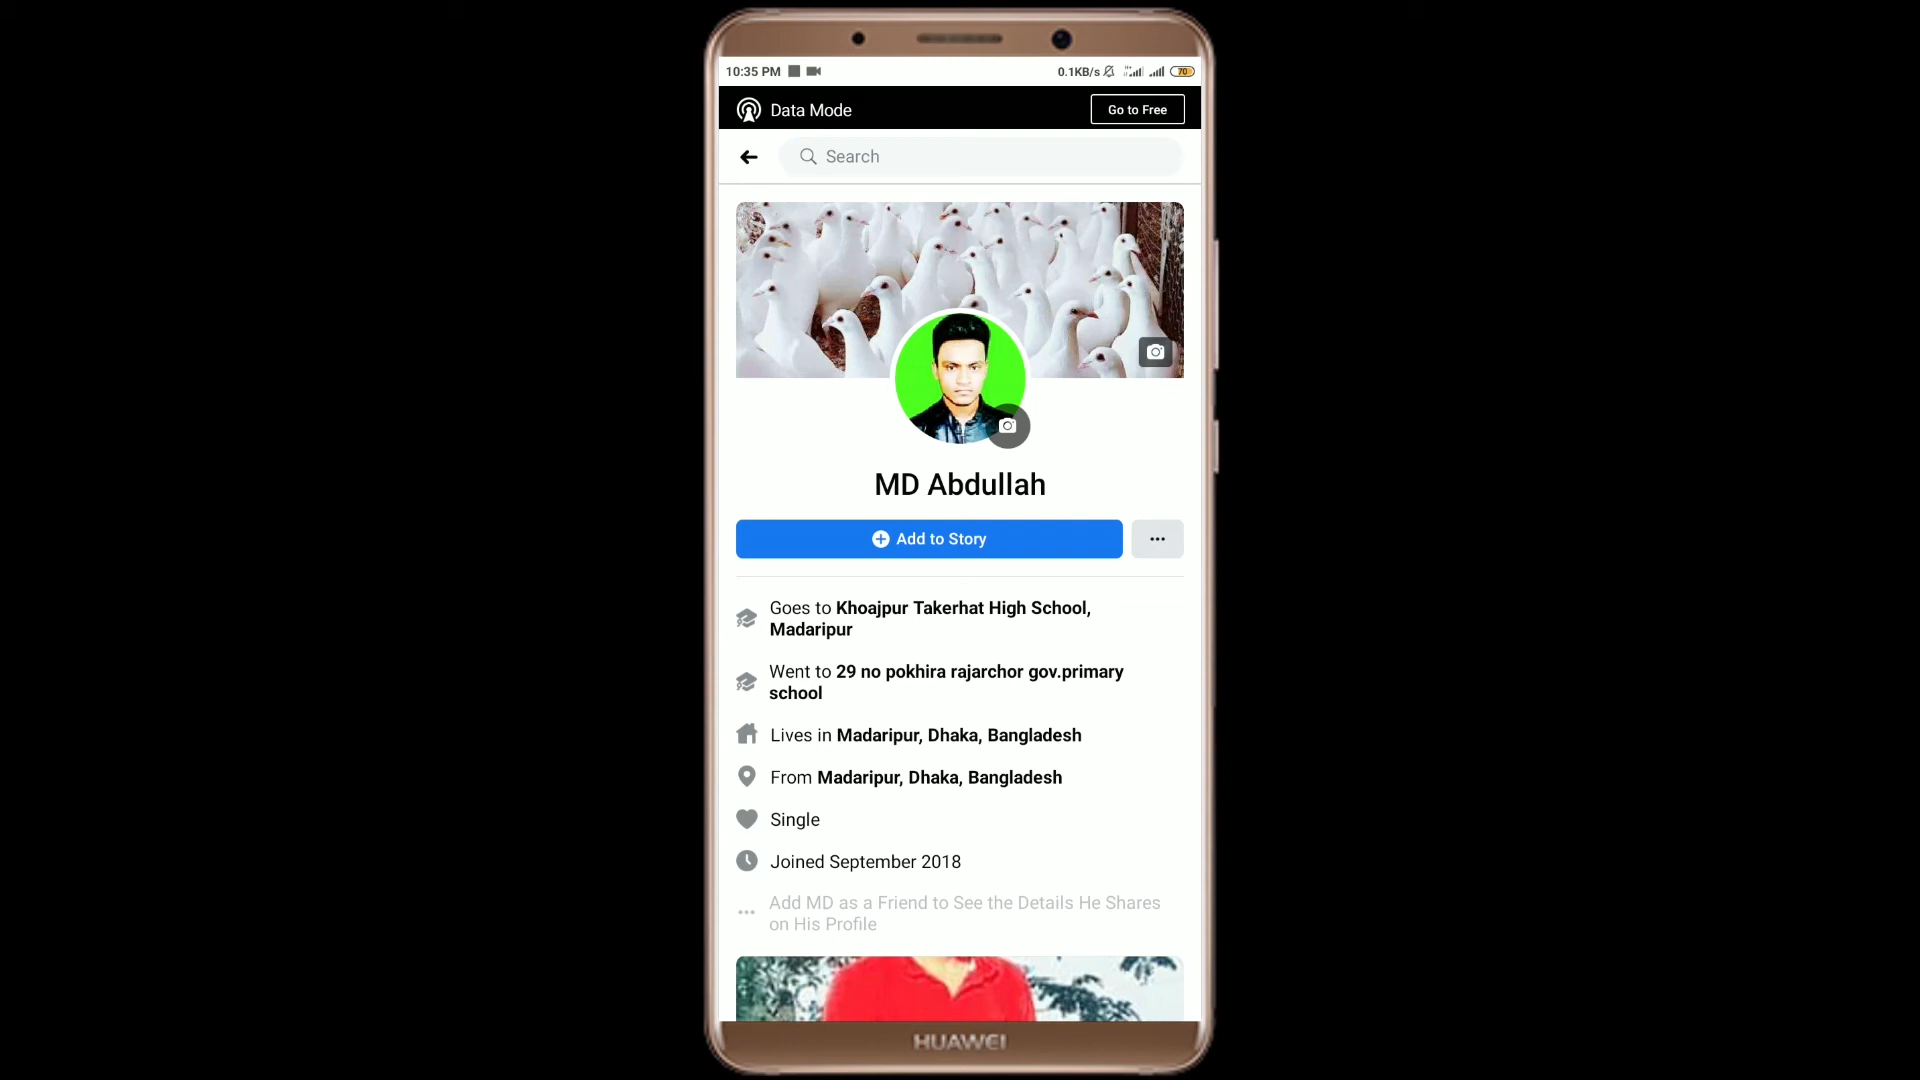 10:35 PM
0.1KB/s
70
Data Mode
Go to Free
Search
MD Abdullah
Add to Story
Goes to Khoajpur Takerhat High School,
Madaripur
Went to 29 no pokhira rajarchor gov.primary
school
Lives in Madaripur, Dhaka, Bangladesh
From Madaripur, Dhaka, Bangladesh
Single
Joined September 2018
Add MD as a Friend to See the Details He Shares
on His Profile
HUAWEI